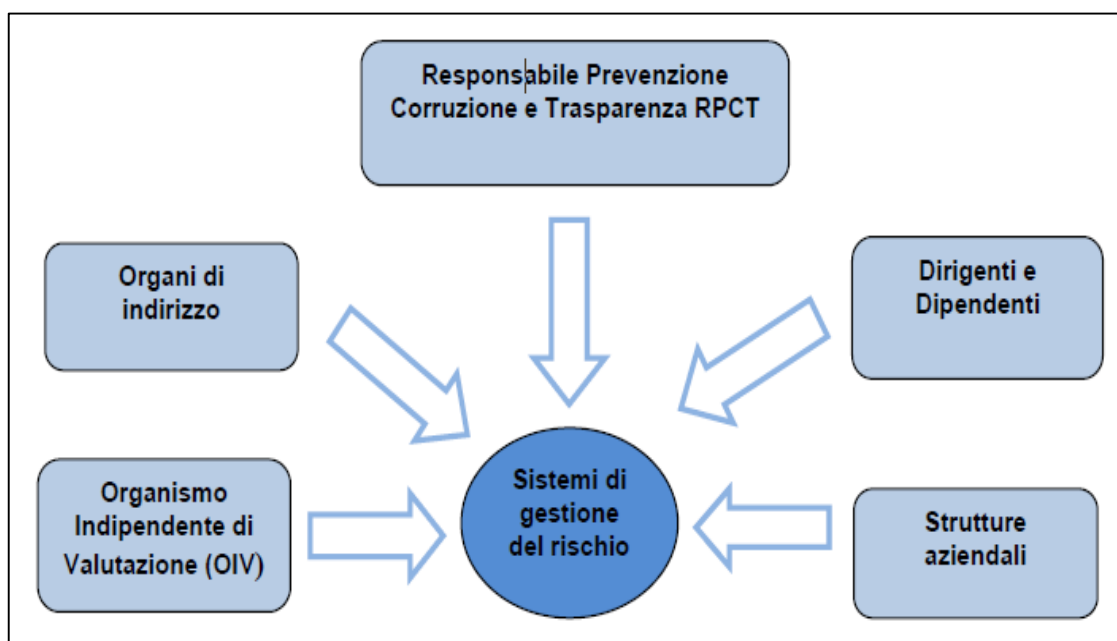 Responsabile Prevenzione
Corruzione e Trasparenza RPCT
Organi di
indirizzo
Dirigenti e
Dipendenti
Organismo
Indipendente di
Valutazione (OIV)
Sistemi di
gestione
del rischio
Strutture
aziendali